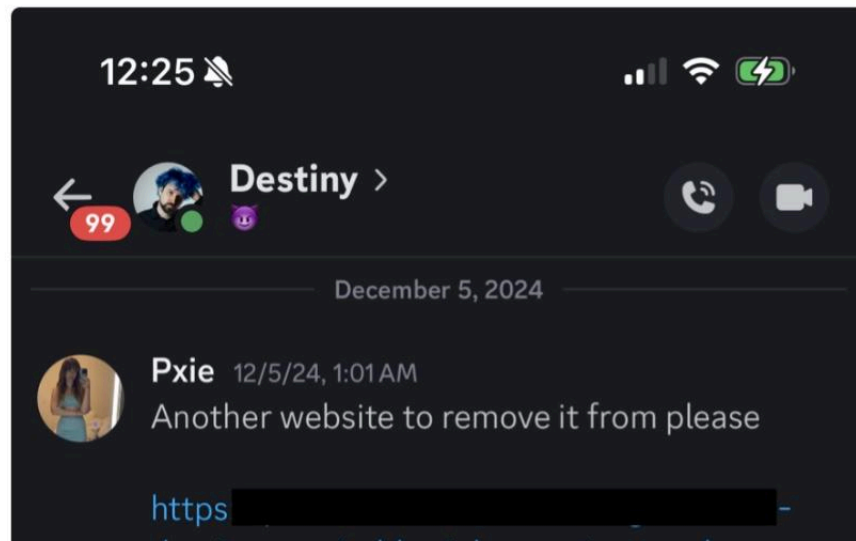 12:25
Destiny >
99
December 5, 2024
Pxie 12/5/24, 1:01 AM
Another website to remove it from please
https
-